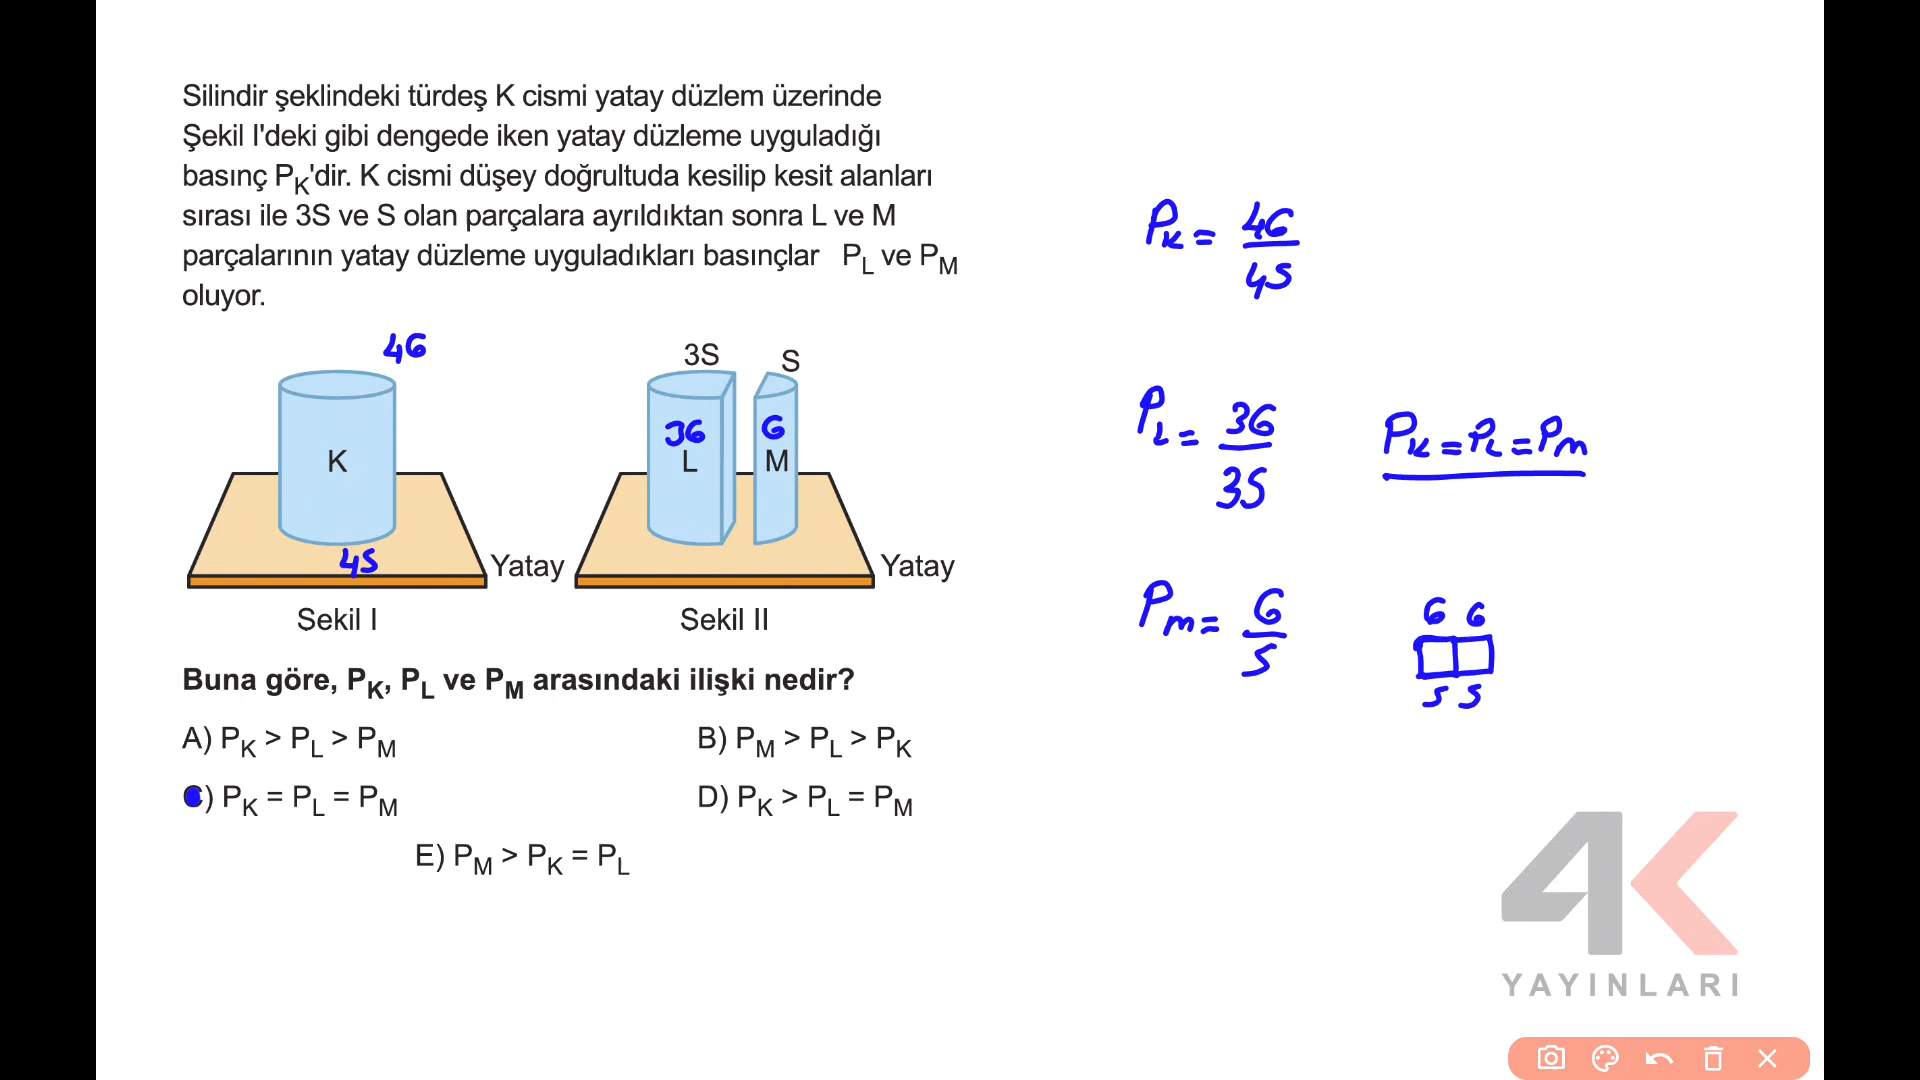 Silindir şeklindeki türdeş K cismi yatay düzlem üzerinde
Şekil I'deki gibi dengede iken yatay düzleme uyguladığı
basınç PK'dir. K cismi düşey doğrultuda kesilip kesit alanları
sırası ile 3S ve S olan parçalara ayrıldıktan sonra L ve M
parçalarının yatay düzleme uyguladıkları basınçlar PL ve PM
oluyor.
4G
3S S
K
3G G
L M
4S
Yatay Yatay
Sekil I Sekil II
Buna göre, PK, PL ve PM arasındaki ilişki nedir?
A) PK > PL > PM B) PM > PL > PK
C) PK = PL = PM D) PK > PL = PM
E) PM > PK = PL
PK = 4G
4S
PL = 3G
3S
PK = PL = Pm
Pm = G
S
G G
S S
4K
YAYINLARI